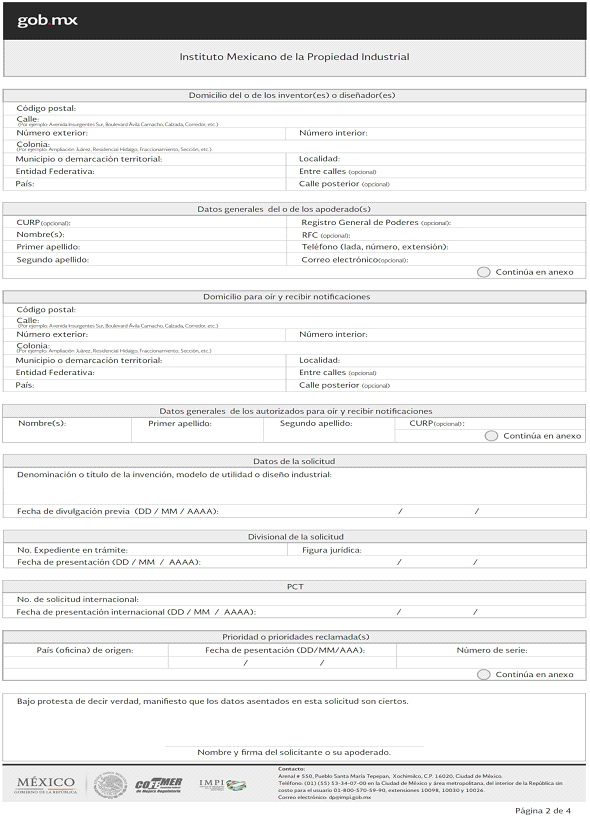 gob.mx
Instituto Mexicano de la Propiedad Industrial
Domicilio del o de los inventor(es) o diseñador(es)
Código postal:
Calle:
(Por ejemplo: Avenida Insurgentes Sur, Boulevard Ávila Camacho, Calzada, Corredor, etc.)
Número exterior: Número interior:
Colonia:
(Por ejemplo: Ampliación Juárez, Residencial Hidalgo, Fraccionamiento, Sección, etc.)
Municipio o demarcación territorial: Localidad:
Entidad Federativa: Entre calles (opcional)
País: Calle posterior (opcional)
Datos generales del o de los apoderado(s)
CURP(opcional): Registro General de Poderes (opcional):
Nombre(s): RFC (opcional):
Primer apellido: Teléfono (lada, número, extensión):
Segundo apellido: Correo electrónico(opcional):
Continúa en anexo
Domicilio para oír y recibir notificaciones
Código postal:
Calle:
(Por ejemplo: Avenida Insurgentes Sur, Boulevard Ávila Camacho, Calzada, Corredor, etc.)
Número exterior: Número interior:
Colonia:
(Por ejemplo: Ampliación Juárez, Residencial Hidalgo, Fraccionamiento, Sección, etc.)
Municipio o demarcación territorial: Localidad:
Entidad Federativa: Entre calles (opcional)
País: Calle posterior (opcional)
Datos generales de los autorizados para oír y recibir notificaciones
Nombre(s): Primer apellido: Segundo apellido: CURP(opcional):
Continúa en anexo
Datos de la solicitud
Denominación o título de la invención, modelo de utilidad o diseño industrial:
Fecha de divulgación previa (DD / MM / AAAA): / /
Divisional de la solicitud
No. Expediente en trámite: Figura jurídica:
Fecha de presentación (DD / MM / AAAA): / /
PCT
No. de solicitud internacional:
Fecha de presentación internacional (DD / MM / AAAA): / /
Prioridad o prioridades reclamada(s)
País (oficina) de origen: Fecha de pesentación (DD/MM/AAA): Número de serie:
/ /
Continúa en anexo
Bajo protesta de decir verdad, manifiesto que los datos asentados en esta solicitud son ciertos.
Nombre y firma del solicitante o su apoderado.
MÉXICO
GOBIERNO DE LA REPÚBLICA
COFEMER
de Mejora Regulatoria
IMPI
Contacto:
Arenal # 550, Pueblo Santa María Tepepan, Xochimilco, C.P. 16020, Ciudad de México.
Teléfono: (01) (55) 53-34-07-00 en la Ciudad de México y área metropolitana, del interior de la República sin
costo para el usuario 01-800-570-59-90, extensiones 10098, 10030 y 10026.
Correo electrónico: dp@impi.gob.mx
Página 2 de 4